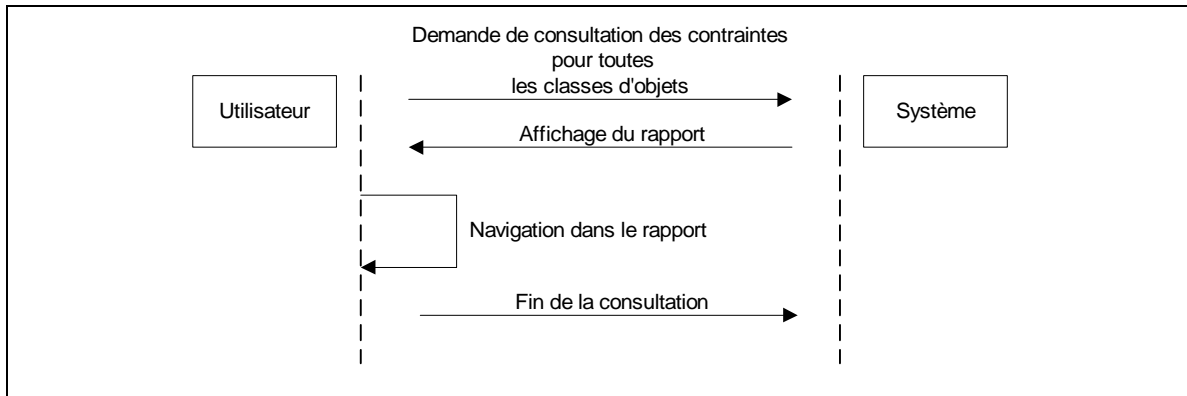 Demande de consultation des contraintes
pour toutes
les classes d'objets
Utilisateur
Système
Affichage du rapport
Navigation dans le rapport
Fin de la consultation